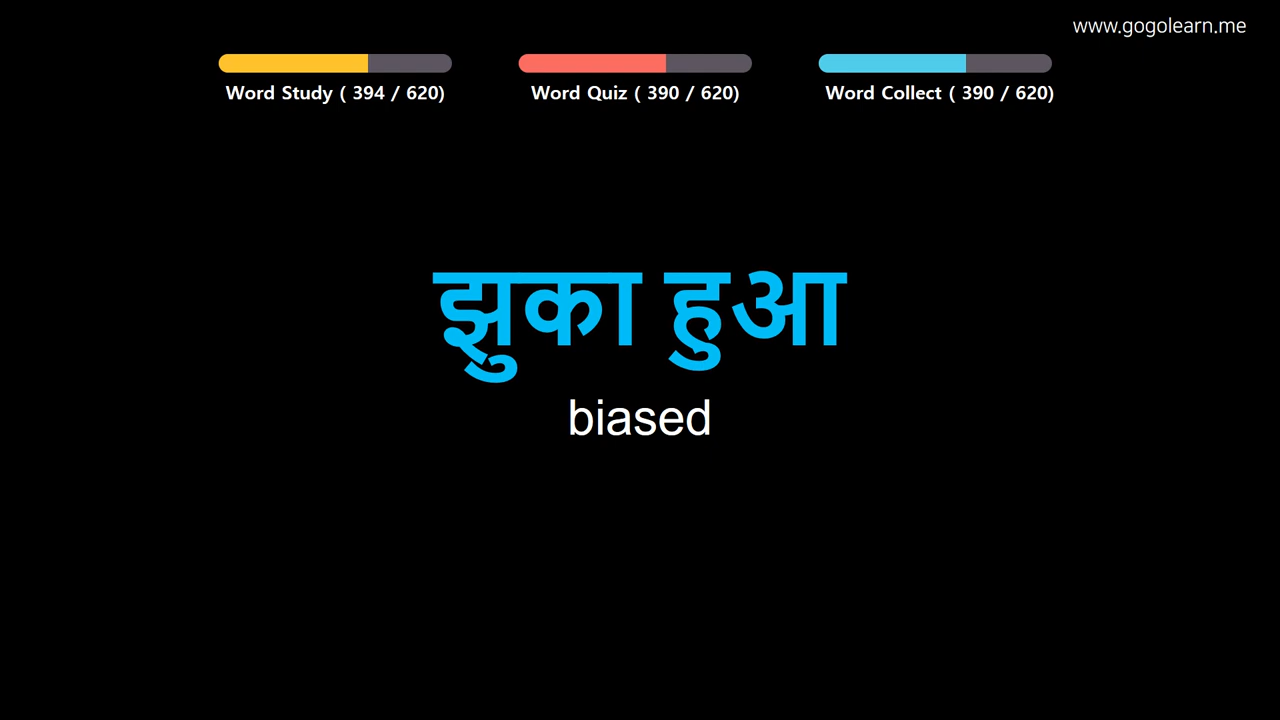 www.gogolearn.me
Word Study ( 394 / 620)
Word Quiz ( 390 / 620)
Word Collect ( 390 / 620)
झुका हुआ
biased